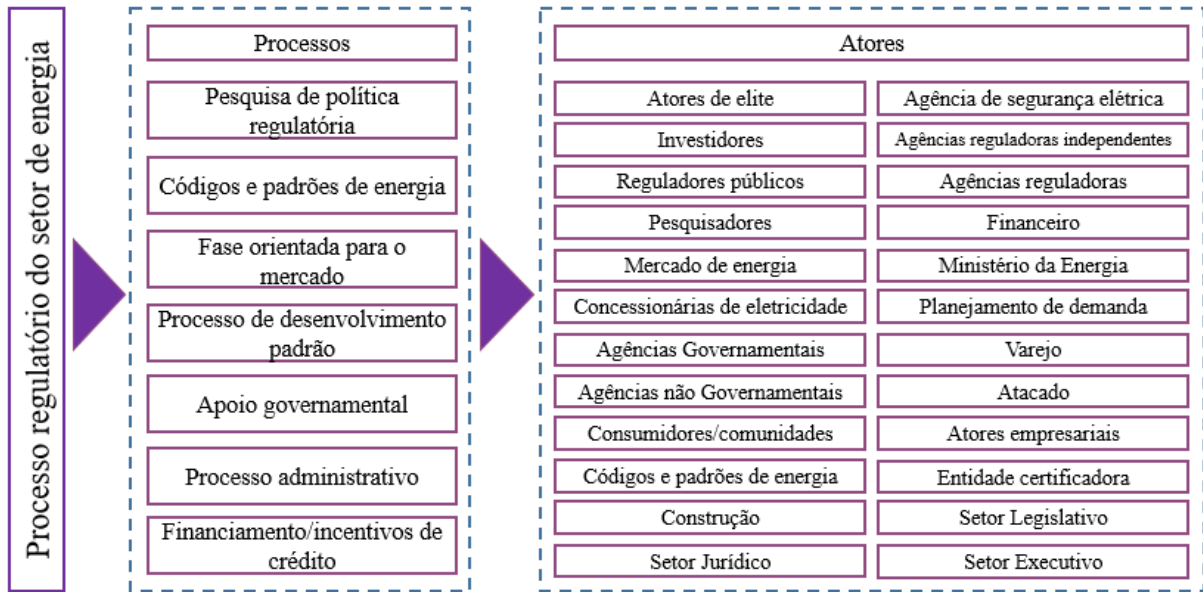 Processo regulatório do setor de energia
Processos
Pesquisa de política
regulatória
Códigos e padrões de energia
Fase orientada para o
mercado
Processo de desenvolvimento
padrão
Apoio governamental
Processo administrativo
Financiamento/incentivos de
crédito
Atores
Atores de elite
Agência de segurança elétrica
Investidores
Agências reguladoras independentes
Reguladores públicos
Agências reguladoras
Pesquisadores
Financeiro
Mercado de energia
Ministério da Energia
Concessionárias de eletricidade
Planejamento de demanda
Agências Governamentais
Varejo
Agências não Governamentais
Atacado
Consumidores/comunidades
Atores empresariais
Códigos e padrões de energia
Entidade certificadora
Construção
Setor Legislativo
Setor Jurídico
Setor Executivo